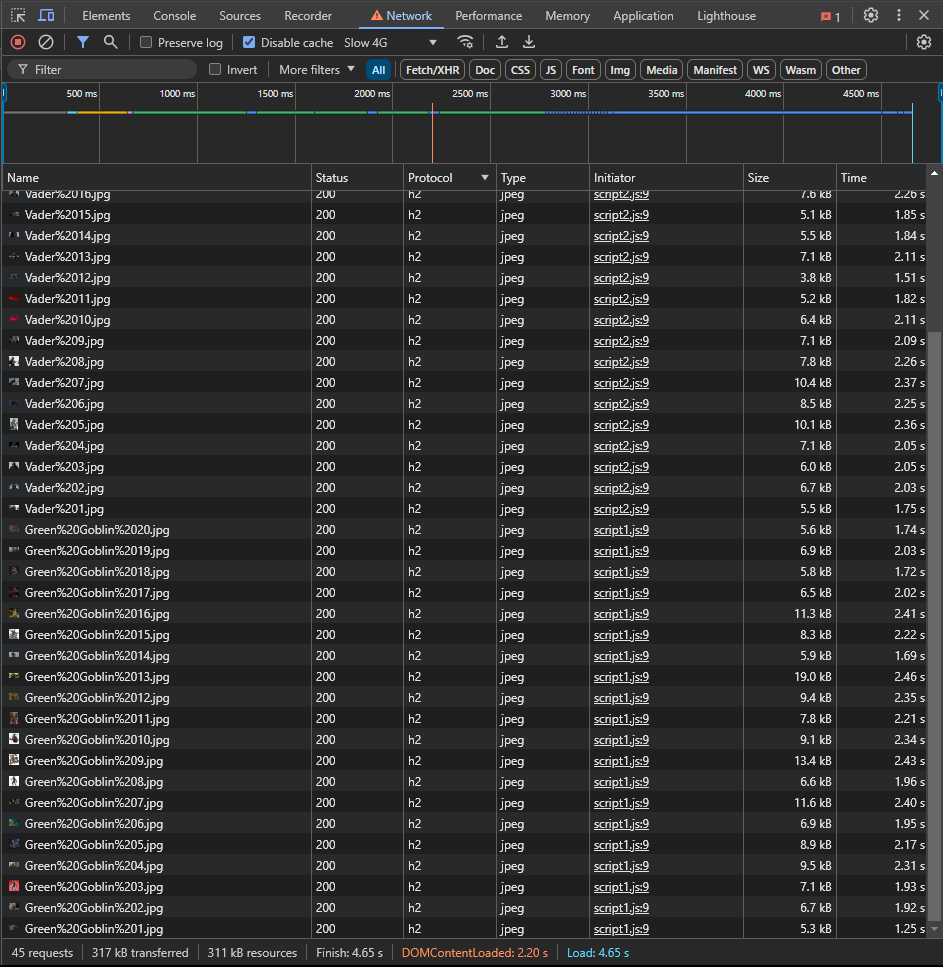 Elements Console Sources Recorder Network Performance Memory Application Lighthouse 1
Preserve log Disable cache Slow 4G
Filter Invert More filters All Fetch/XHR Doc CSS JS Font Img Media Manifest WS Wasm Other
500 ms 1000 ms 1500 ms 2000 ms 2500 ms 3000 ms 3500 ms 4000 ms 4500 ms
Name Status Protocol Type Initiator Size Time
Vader%2016.jpg 200 h2 jpeg script2.js:9 7.6 kB 2.26 s
Vader%2015.jpg 200 h2 jpeg script2.js:9 5.1 kB 1.85 s
Vader%2014.jpg 200 h2 jpeg script2.js:9 5.5 kB 1.84 s
Vader%2013.jpg 200 h2 jpeg script2.js:9 7.1 kB 2.11 s
Vader%2012.jpg 200 h2 jpeg script2.js:9 3.8 kB 1.51 s
Vader%2011.jpg 200 h2 jpeg script2.js:9 5.2 kB 1.82 s
Vader%2010.jpg 200 h2 jpeg script2.js:9 6.4 kB 2.11 s
Vader%209.jpg 200 h2 jpeg script2.js:9 7.1 kB 2.09 s
Vader%208.jpg 200 h2 jpeg script2.js:9 7.8 kB 2.26 s
Vader%207.jpg 200 h2 jpeg script2.js:9 10.4 kB 2.37 s
Vader%206.jpg 200 h2 jpeg script2.js:9 8.5 kB 2.25 s
Vader%205.jpg 200 h2 jpeg script2.js:9 10.1 kB 2.36 s
Vader%204.jpg 200 h2 jpeg script2.js:9 7.1 kB 2.05 s
Vader%203.jpg 200 h2 jpeg script2.js:9 6.0 kB 2.05 s
Vader%202.jpg 200 h2 jpeg script2.js:9 6.7 kB 2.03 s
Vader%201.jpg 200 h2 jpeg script2.js:9 5.5 kB 1.75 s
Green%20Goblin%2020.jpg 200 h2 jpeg script1.js:9 5.6 kB 1.74 s
Green%20Goblin%2019.jpg 200 h2 jpeg script1.js:9 6.9 kB 2.03 s
Green%20Goblin%2018.jpg 200 h2 jpeg script1.js:9 5.8 kB 1.72 s
Green%20Goblin%2017.jpg 200 h2 jpeg script1.js:9 6.5 kB 2.02 s
Green%20Goblin%2016.jpg 200 h2 jpeg script1.js:9 11.3 kB 2.41 s
Green%20Goblin%2015.jpg 200 h2 jpeg script1.js:9 8.3 kB 2.22 s
Green%20Goblin%2014.jpg 200 h2 jpeg script1.js:9 5.9 kB 1.69 s
Green%20Goblin%2013.jpg 200 h2 jpeg script1.js:9 19.0 kB 2.46 s
Green%20Goblin%2012.jpg 200 h2 jpeg script1.js:9 9.4 kB 2.35 s
Green%20Goblin%2011.jpg 200 h2 jpeg script1.js:9 7.8 kB 2.21 s
Green%20Goblin%2010.jpg 200 h2 jpeg script1.js:9 9.1 kB 2.34 s
Green%20Goblin%209.jpg 200 h2 jpeg script1.js:9 13.4 kB 2.43 s
Green%20Goblin%208.jpg 200 h2 jpeg script1.js:9 6.6 kB 1.96 s
Green%20Goblin%207.jpg 200 h2 jpeg script1.js:9 11.6 kB 2.40 s
Green%20Goblin%206.jpg 200 h2 jpeg script1.js:9 6.9 kB 1.95 s
Green%20Goblin%205.jpg 200 h2 jpeg script1.js:9 8.9 kB 2.17 s
Green%20Goblin%204.jpg 200 h2 jpeg script1.js:9 9.5 kB 2.31 s
Green%20Goblin%203.jpg 200 h2 jpeg script1.js:9 7.1 kB 1.93 s
Green%20Goblin%202.jpg 200 h2 jpeg script1.js:9 6.7 kB 1.92 s
Green%20Goblin%201.jpg 200 h2 jpeg script1.js:9 5.3 kB 1.25 s
45 requests 317 kB transferred 311 kB resources Finish: 4.65 s DOMContentLoaded: 2.20 s Load: 4.65 s